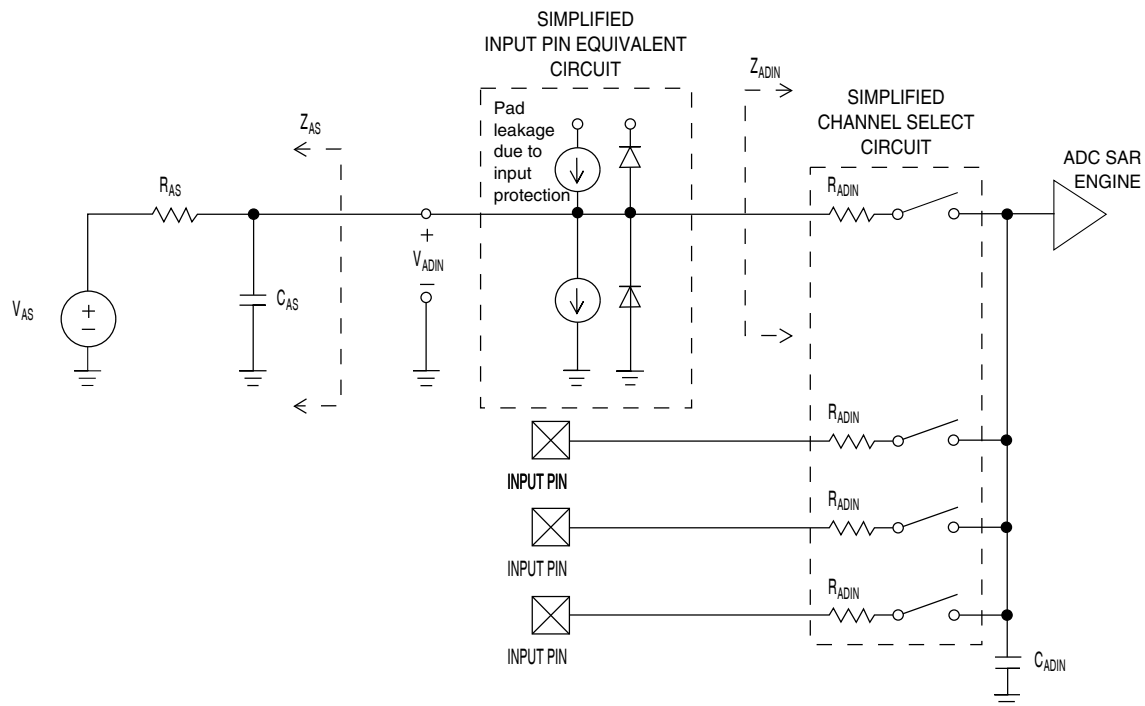 SIMPLIFIED
INPUT PIN EQUIVALENT
CIRCUIT
Pad
leakage
due to
input
protection
ZAS
ZADIN
SIMPLIFIED
CHANNEL SELECT
CIRCUIT
ADC SAR
ENGINE
RAS
RADIN
+
VADIN
–
CAS
VAS
+
–
RADIN
INPUT PIN
RADIN
INPUT PIN
RADIN
INPUT PIN
CADIN